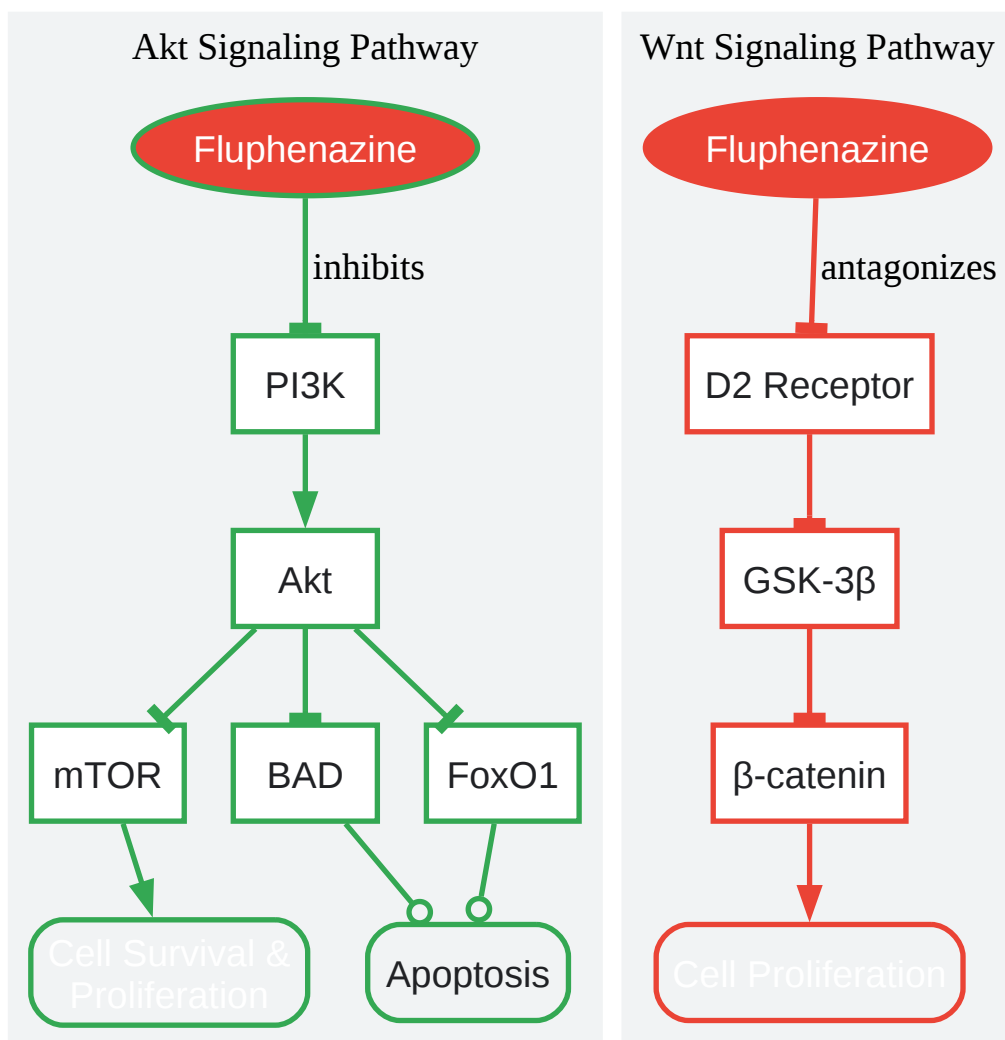 Akt Signaling Pathway
Fluphenazine
inhibits
PI3K
Akt
mTOR
BAD
FoxO1
Cell Survival &
Proliferation
Apoptosis
Wnt Signaling Pathway
Fluphenazine
antagonizes
D2 Receptor
GSK-3β
β-catenin
Cell Proliferation